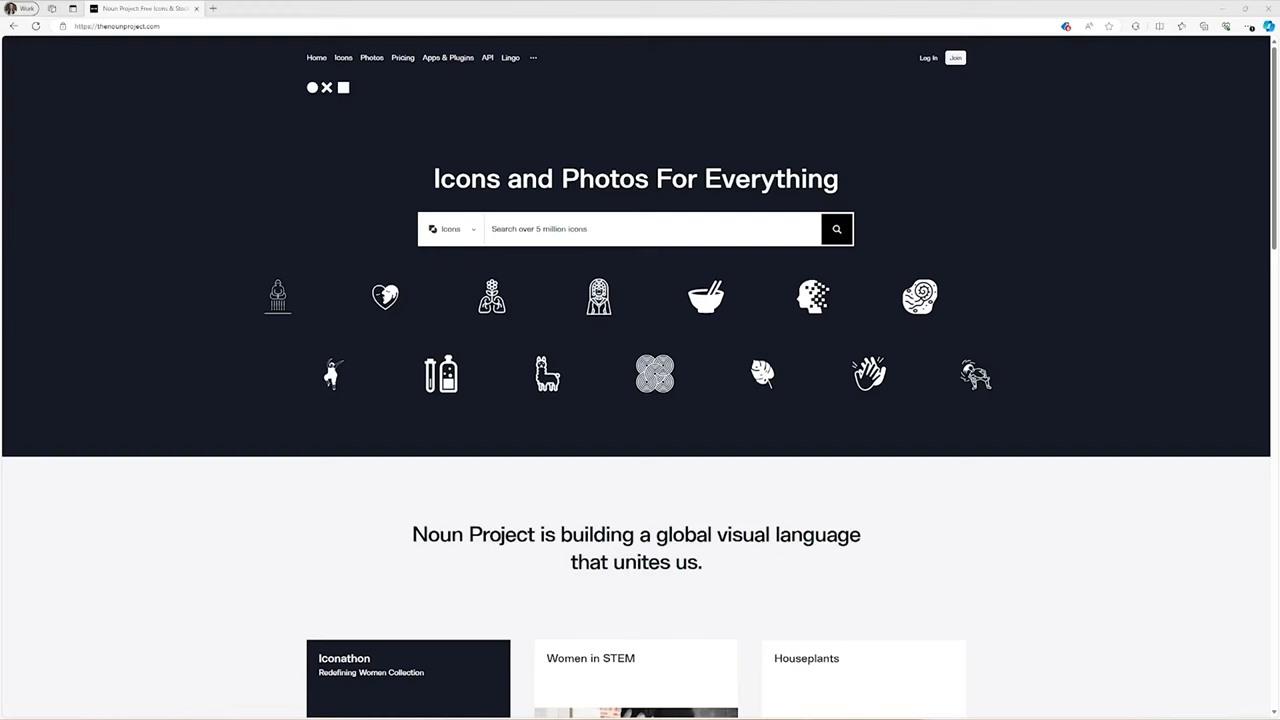 Work
Noun Project: Free Icons & Stock
https://thenounproject.com
Home Icons Photos Pricing Apps & Plugins API Lingo ···
Log In Join
Icons and Photos For Everything
Icons Search over 5 million icons
Noun Project is building a global visual language
that unites us.
Iconathon
Redefining Women Collection
Women in STEM
Houseplants